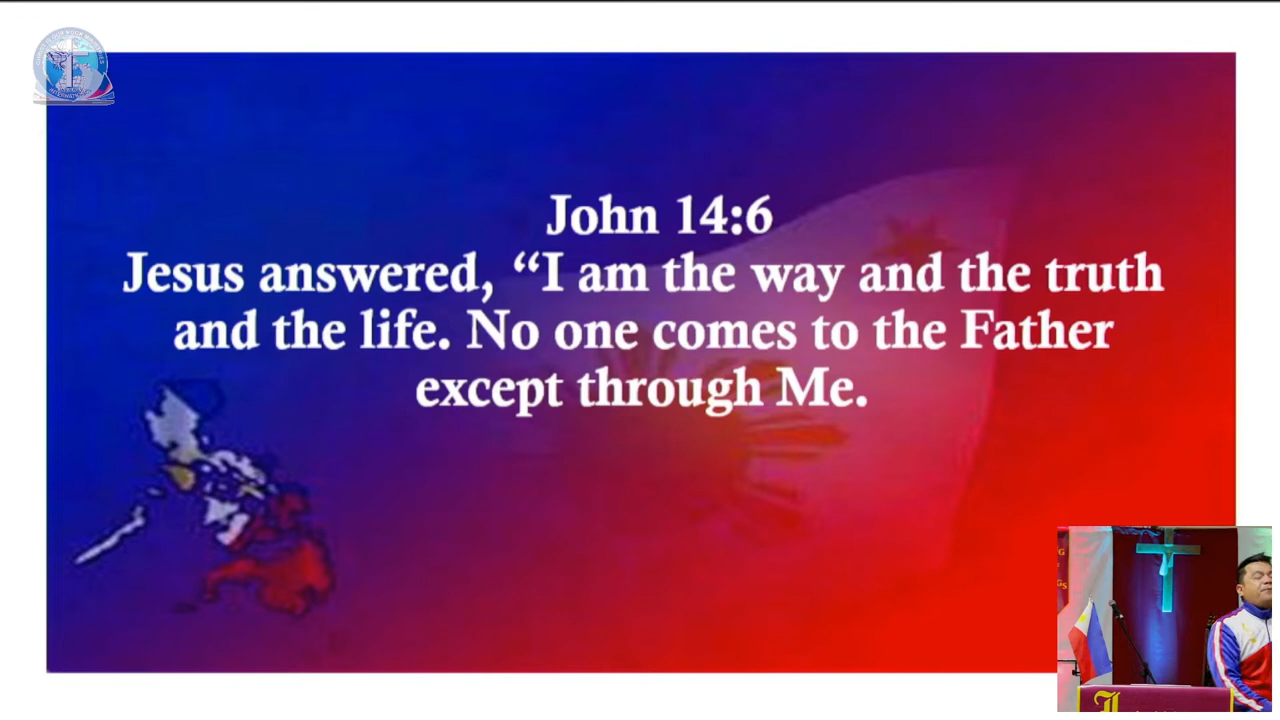 John 14:6
Jesus answered, “I am the way and the truth
and the life. No one comes to the Father
except through Me.